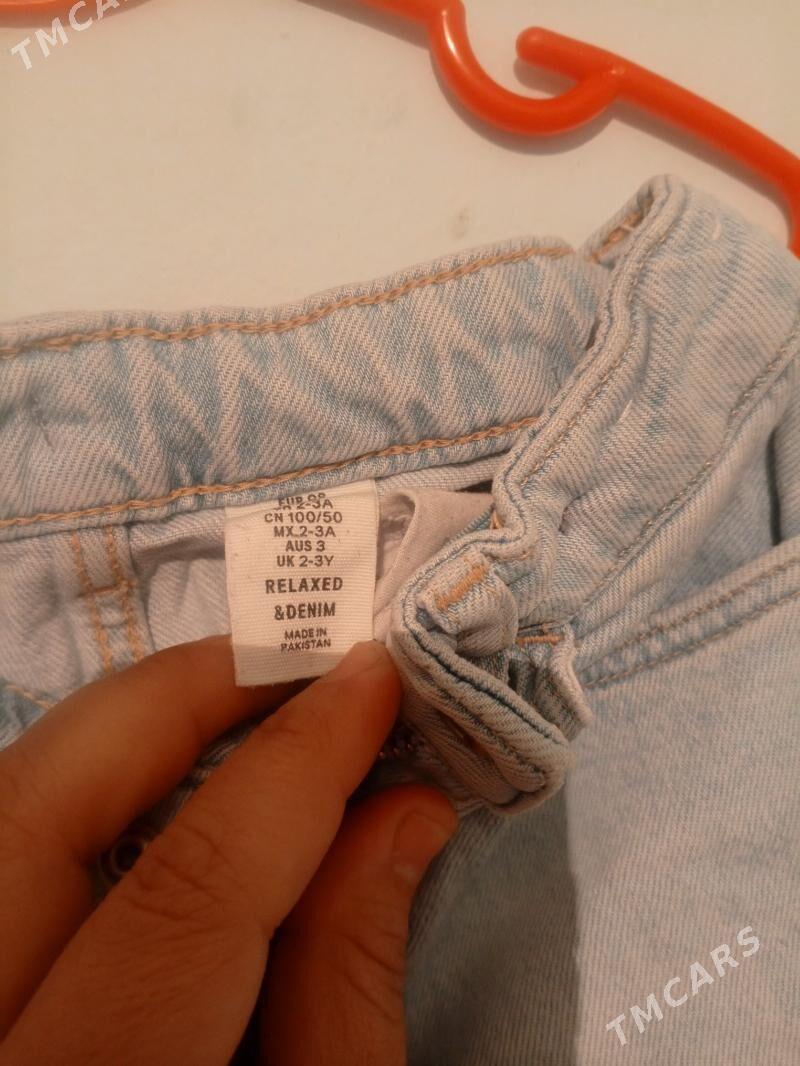 TMCARS
EUR 98
2-3A
CN 100/50
MX 2-3A
AUS 3
UK 2-3Y
RELAXED
&DENIM
MADE IN
PAKISTAN
TMCARS